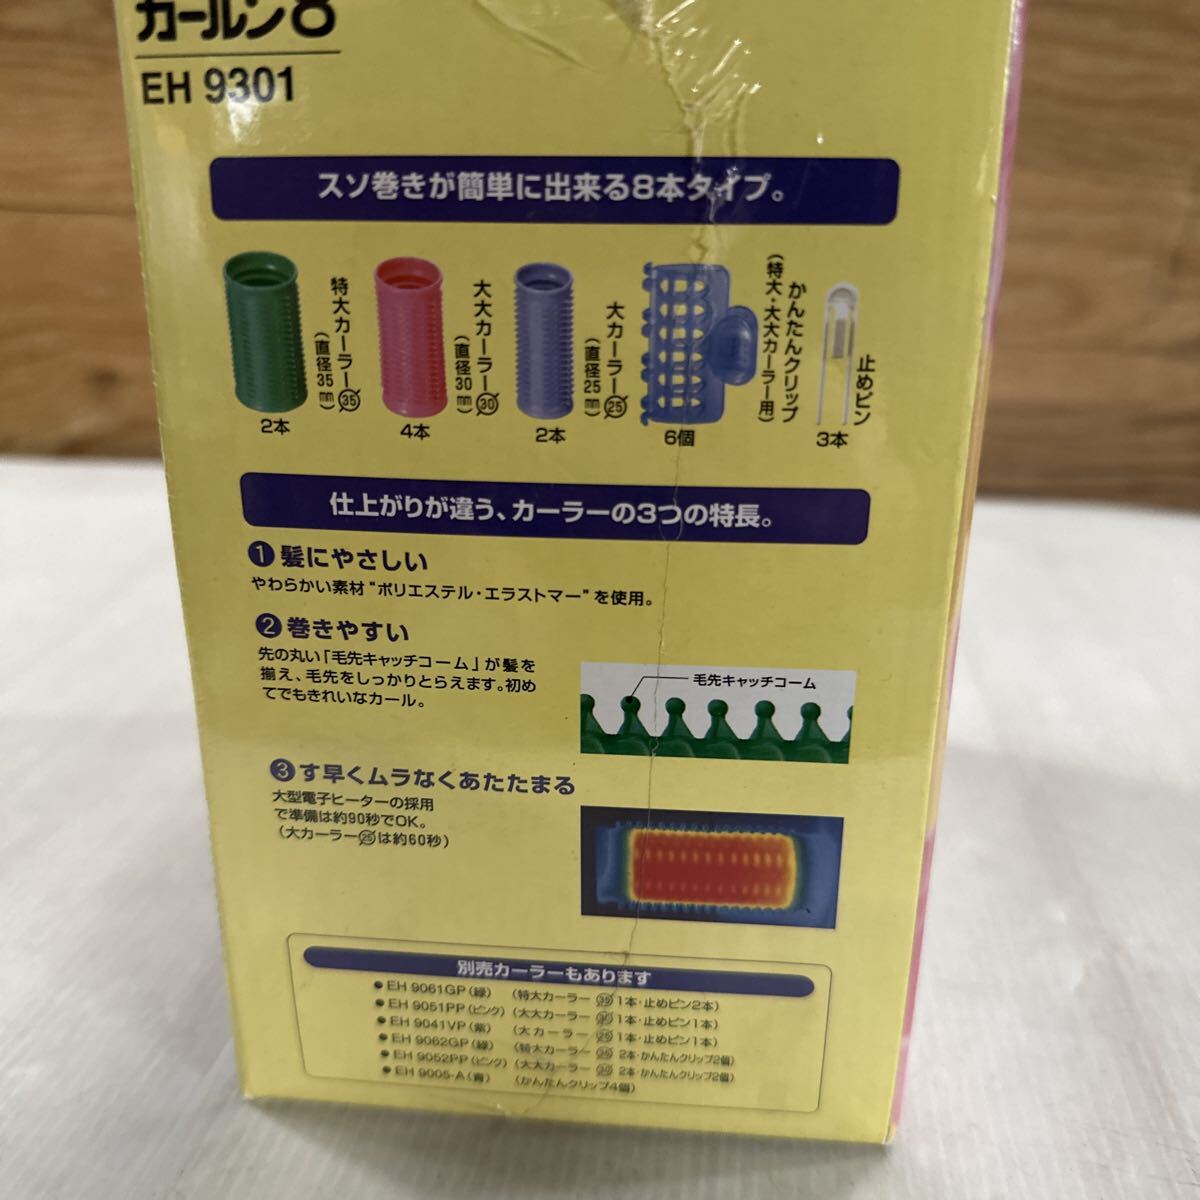 カールン8
EH 9301
スソ巻きが簡単に出来る8本タイプ。
特大カーラー㉟
(直径35㎜)
2本
大大カーラー㉚
(直径30㎜)
4本
大カーラー㉕
(直径25㎜)
2本
かんたんクリップ
(特大・大大カーラー用)
6個
止めピン
3本
仕上がりが違う、カーラーの3つの特長。
❶髪にやさしい
やわらかい素材“ポリエステル・エラストマー”を使用。
❷巻きやすい
先の丸い「毛先キャッチコーム」が髪を
揃え、毛先をしっかりとらえます。初め
てでもきれいなカール。
毛先キャッチコーム
❸す早くムラなくあたたまる
大型電子ヒーターの採用
で準備は約90秒でOK。
(大カーラー㉕は約60秒)
別売カーラーもあります
●EH 9061GP(緑) (特大カーラー ㉟ 1本・止めピン2本)
●EH 9051PP(ピンク) (大大カーラー ㉚ 1本・止めピン1本)
●EH 9041VP(紫) (大カーラー ㉕ 1本・止めピン1本)
●EH 9062GP(緑) (特大カーラー ㉟ 2本・かんたんクリップ2個)
●EH 9052PP(ピンク) (大大カーラー ㉚ 2本・かんたんクリップ2個)
●EH 9005-A(青) (かんたんクリップ4個)